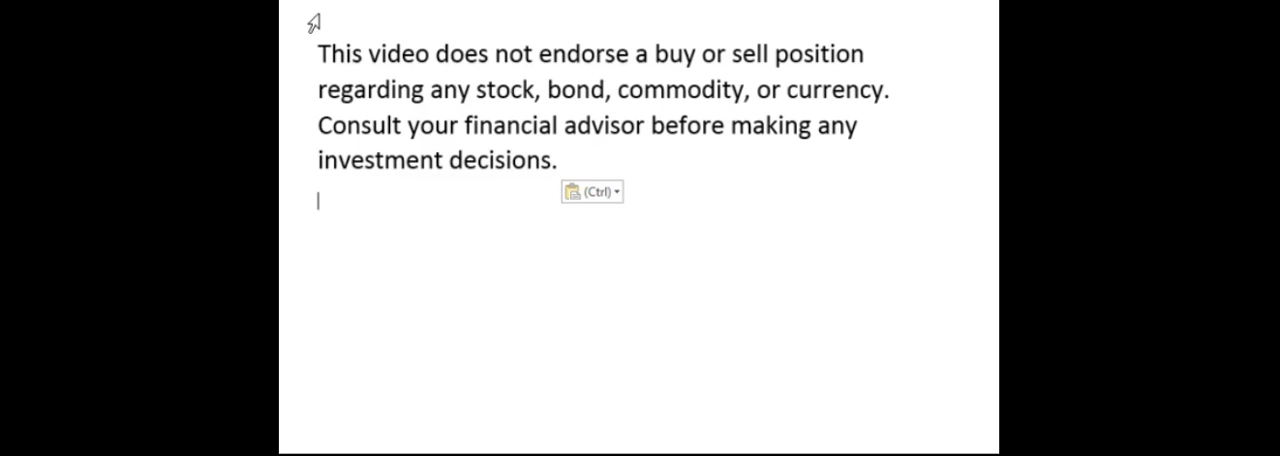 This video does not endorse a buy or sell position
regarding any stock, bond, commodity, or currency.
Consult your financial advisor before making any
investment decisions.
(Ctrl)